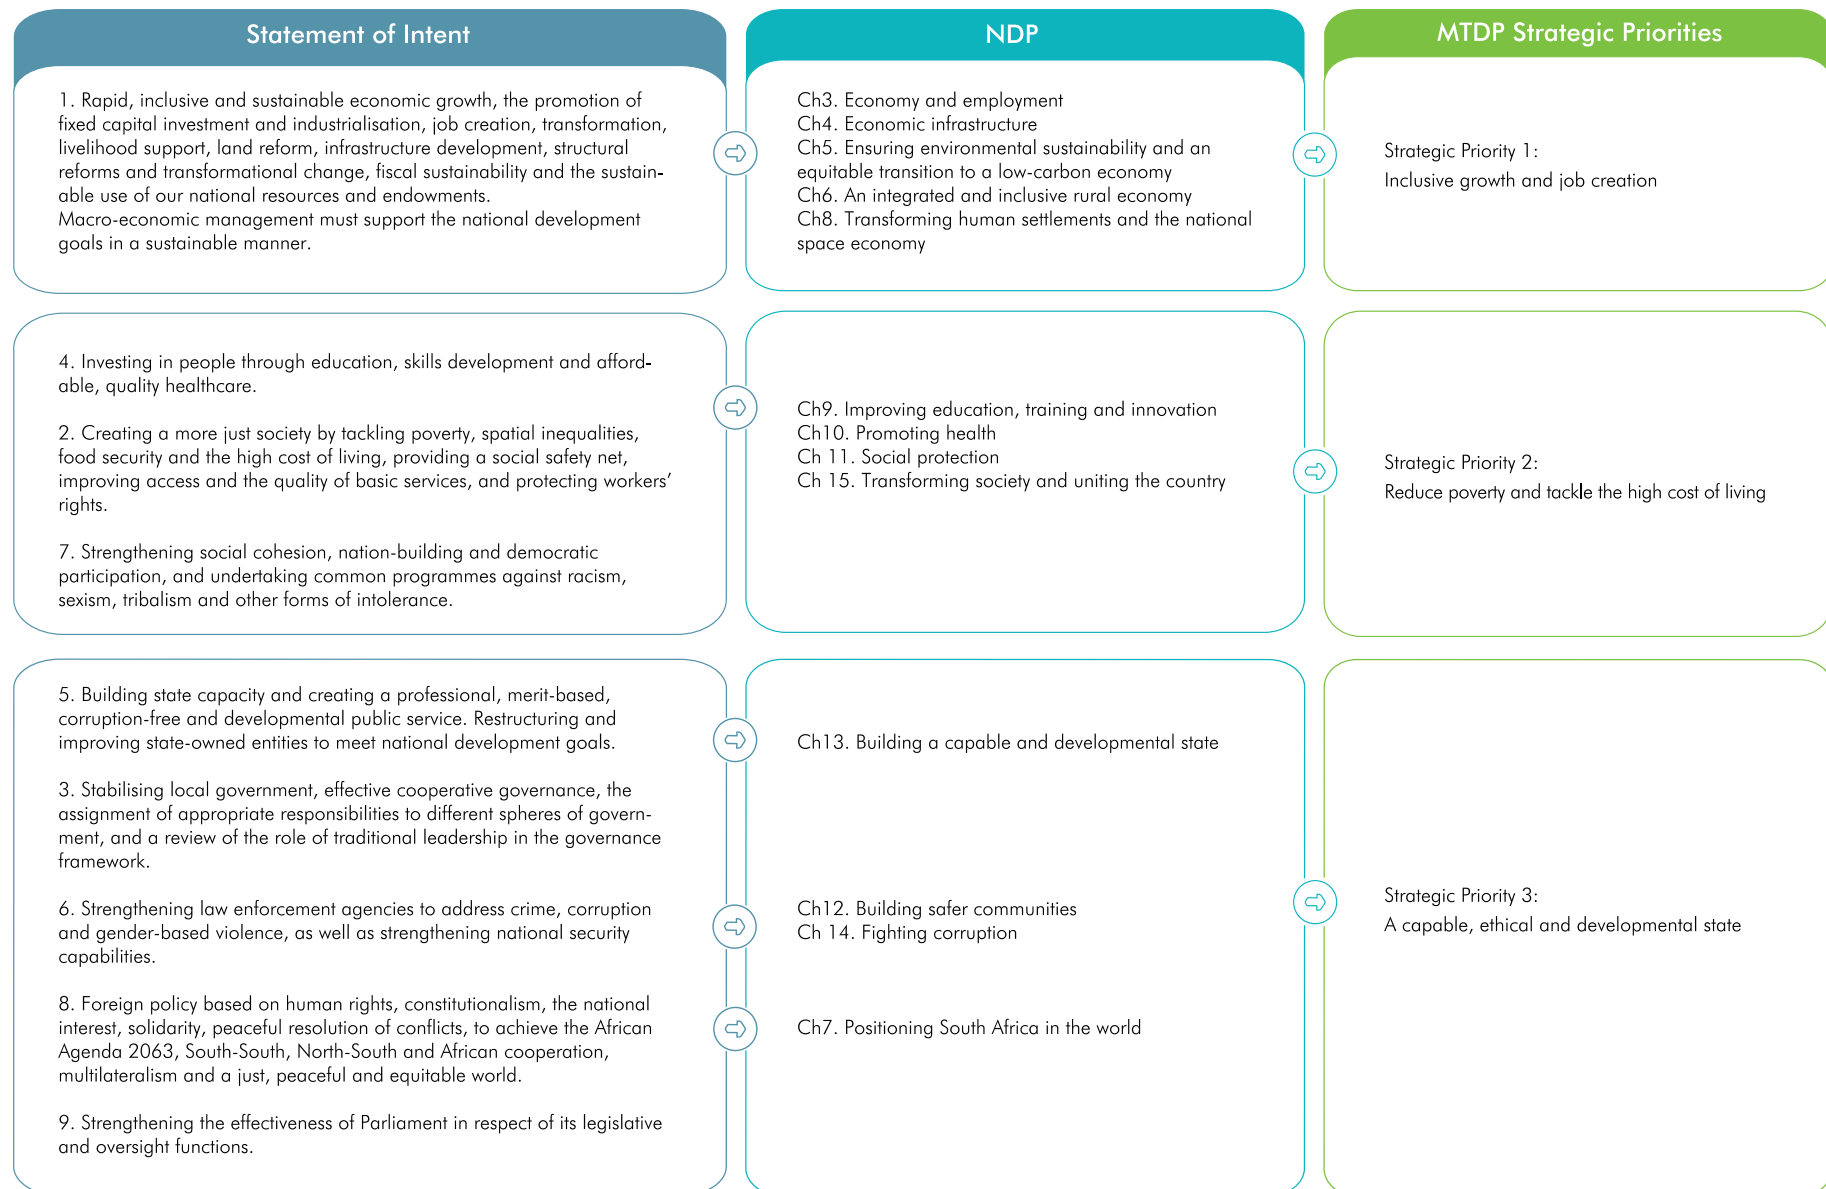 Statement of Intent
NDP
MTDP Strategic Priorities
1. Rapid, inclusive and sustainable economic growth, the promotion of
fixed capital investment and industrialisation, job creation, transformation,
livelihood support, land reform, infrastructure development, structural
reforms and transformational change, fiscal sustainability and the sustain-
able use of our national resources and endowments.
Macro-economic management must support the national development
goals in a sustainable manner.
Ch3. Economy and employment
Ch4. Economic infrastructure
Ch5. Ensuring environmental sustainability and an
equitable transition to a low-carbon economy
Ch6. An integrated and inclusive rural economy
Ch8. Transforming human settlements and the national
space economy
Strategic Priority 1:
Inclusive growth and job creation
4. Investing in people through education, skills development and afford-
able, quality healthcare.
2. Creating a more just society by tackling poverty, spatial inequalities,
food security and the high cost of living, providing a social safety net,
improving access and the quality of basic services, and protecting workers’
rights.
7. Strengthening social cohesion, nation-building and democratic
participation, and undertaking common programmes against racism,
sexism, tribalism and other forms of intolerance.
Ch9. Improving education, training and innovation
Ch10. Promoting health
Ch 11. Social protection
Ch 15. Transforming society and uniting the country
Strategic Priority 2:
Reduce poverty and tackle the high cost of living
5. Building state capacity and creating a professional, merit-based,
corruption-free and developmental public service. Restructuring and
improving state-owned entities to meet national development goals.
3. Stabilising local government, effective cooperative governance, the
assignment of appropriate responsibilities to different spheres of govern-
ment, and a review of the role of traditional leadership in the governance
framework.
6. Strengthening law enforcement agencies to address crime, corruption
and gender-based violence, as well as strengthening national security
capabilities.
8. Foreign policy based on human rights, constitutionalism, the national
interest, solidarity, peaceful resolution of conflicts, to achieve the African
Agenda 2063, South-South, North-South and African cooperation,
multilateralism and a just, peaceful and equitable world.
9. Strengthening the effectiveness of Parliament in respect of its legislative
and oversight functions.
Ch13. Building a capable and developmental state
Ch12. Building safer communities
Ch 14. Fighting corruption
Ch7. Positioning South Africa in the world
Strategic Priority 3:
A capable, ethical and developmental state